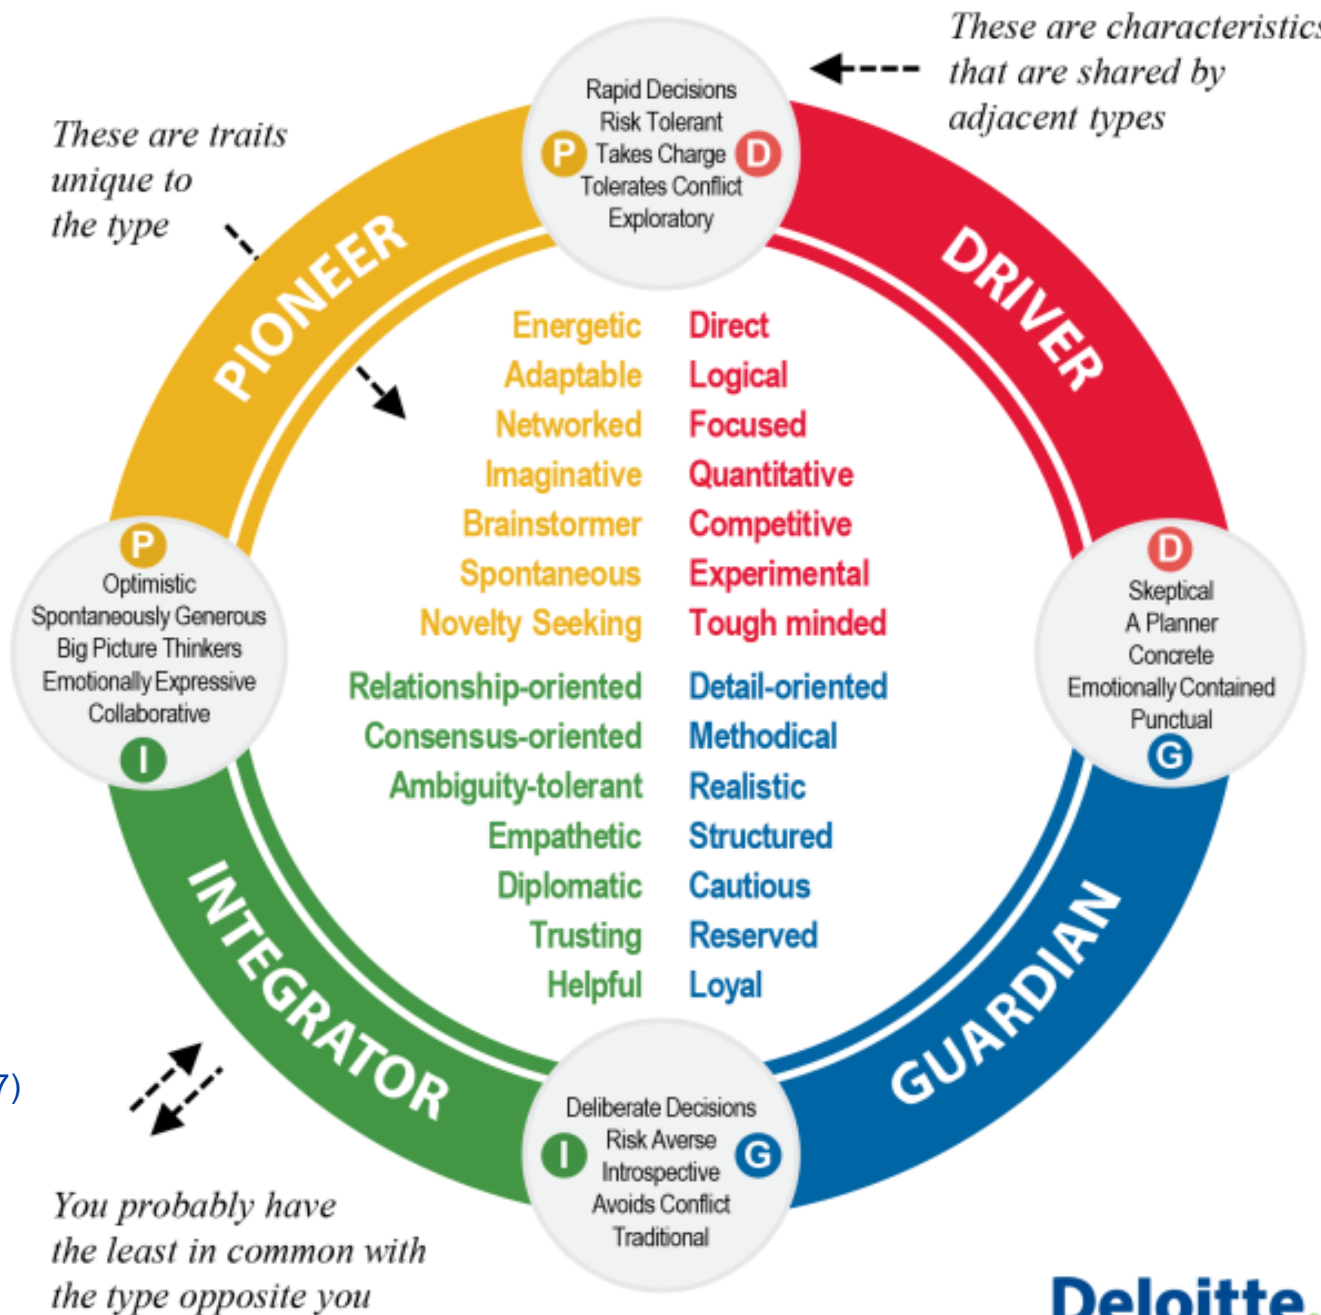 These are characteristics
that are shared by
adjacent types
These are traits
unique to
the type
Rapid Decisions
Risk Tolerant
P Takes Charge D
Tolerates Conflict
Exploratory
PIONEER
DRIVER
Energetic
Adaptable
Networked
Imaginative
Brainstormer
Spontaneous
Novelty Seeking
Direct
Logical
Focused
Quantitative
Competitive
Experimental
Tough minded
P
Optimistic
Spontaneously Generous
Big Picture Thinkers
Emotionally Expressive
Collaborative
I
D
Skeptical
A Planner
Concrete
Emotionally Contained
Punctual
G
Relationship-oriented
Consensus-oriented
Ambiguity-tolerant
Empathetic
Diplomatic
Trusting
Helpful
Detail-oriented
Methodical
Realistic
Structured
Cautious
Reserved
Loyal
INTEGRATOR
GUARDIAN
7)
Deliberate Decisions
Risk Averse
I Introspective G
Avoids Conflict
Traditional
You probably have
the least in common with
the type opposite you
Deloitte.